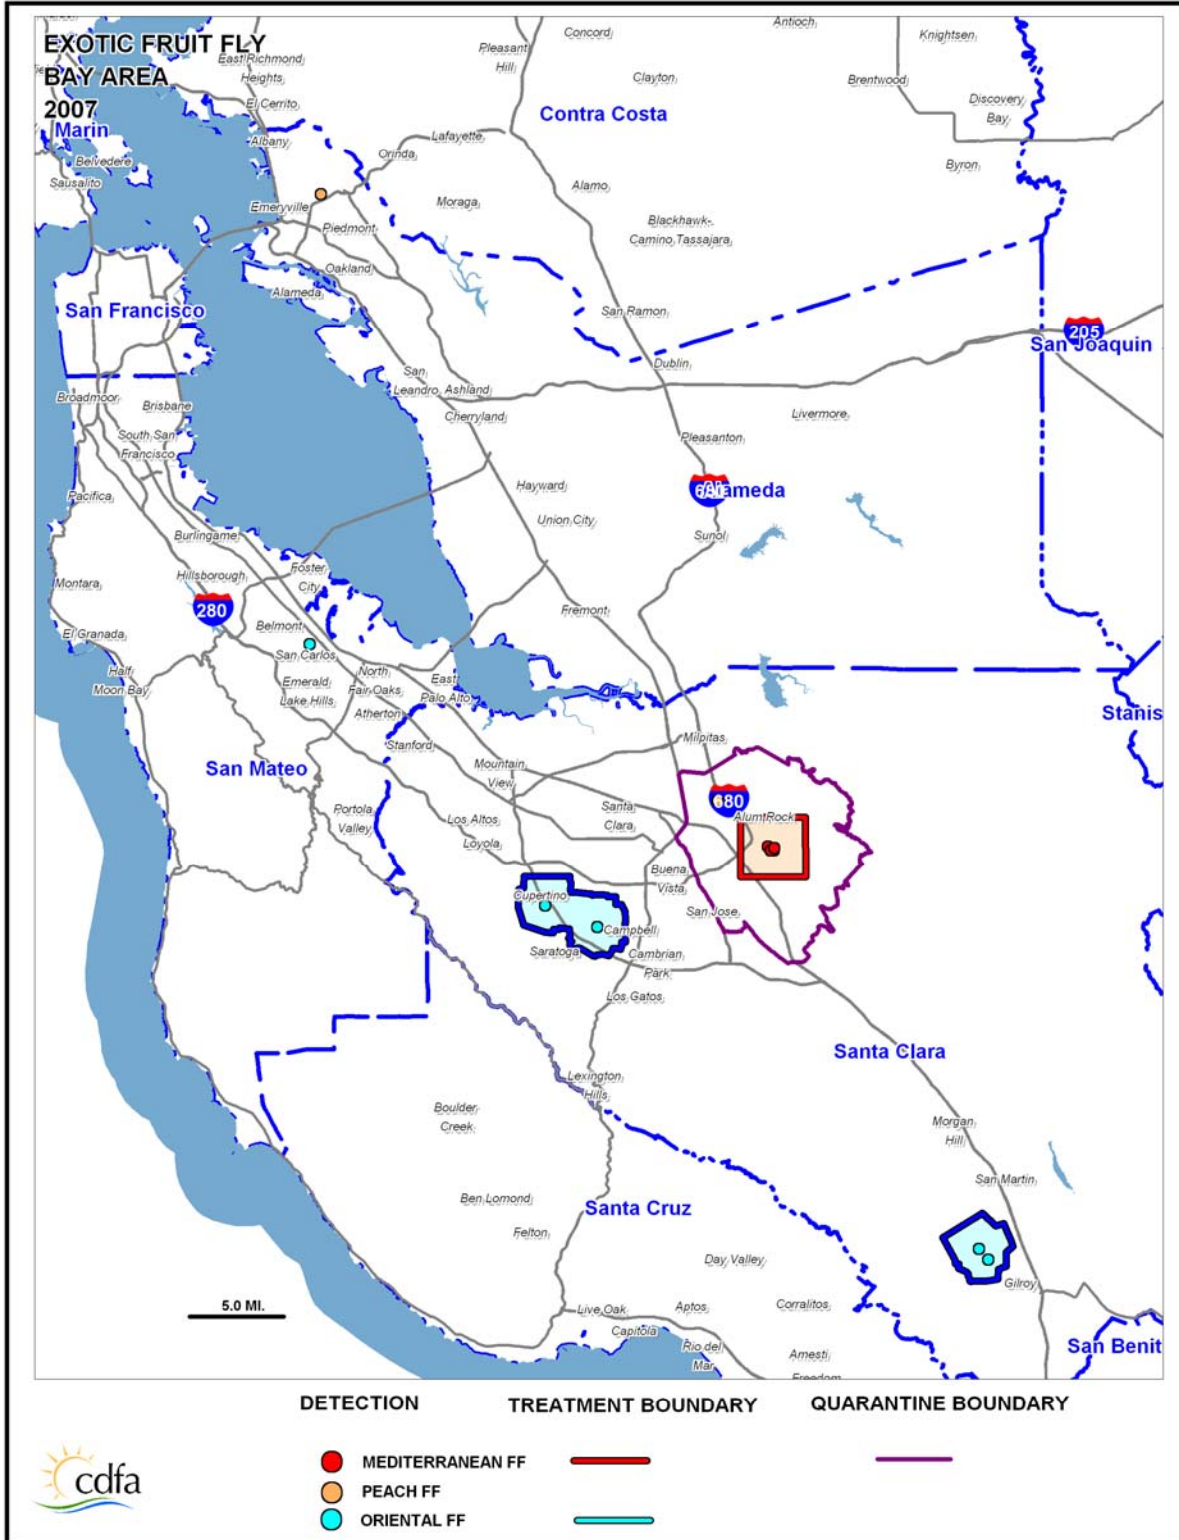 EXOTIC FRUIT FLY
BAY AREA
2007
Marin
Belvedere
Sausalito
East Richmond
Heights
El Cerrito
Albany
Pleasant
Hill
Concord
Antioch
Knightsen
Clayton
Brentwood
Discovery
Bay
Contra Costa
Lafayette
Orinda
Byron
Alamo
Moraga
Emeryville
Piedmont
Blackhawk-
Camino Tassajara
Oakland
Alameda
San Francisco
San Ramon
205
San Joaquin
Dublin
San
Leandro
Ashland
Cherryland
Livermore
Broadmoor
Brisbane
South San
Francisco
Pleasanton
Pacifica
Hayward
680
Alameda
Union City
Sunol
Burlingame
Hillsborough
Foster
City
Montara
280
Fremont
El Granada
Belmont
San Carlos
Half
Moon Bay
Emerald
Lake Hills
North
Fair Oaks
East
Palo Alto
Atherton
Stanis
Stanford
Milpitas
San Mateo
Mountain
View
680
Portola
Valley
Los Altos
Santa
Clara
Alum Rock
Loyola
Buena
Vista
Cupertino
San Jose
Campbell
Saratoga
Cambrian
Park
Los Gatos
Santa Clara
Lexington
Hills
Boulder
Creek
Morgan
Hill
San Martin
Ben Lomond
Santa Cruz
Felton
Day Valley
Gilroy
5.0 MI.
Live Oak
Aptos
Corralitos
Capitola
Rio del
Mar
Amesti
Freedom
San Benit
DETECTION
TREATMENT BOUNDARY
QUARANTINE BOUNDARY
cdfa
MEDITERRANEAN FF
PEACH FF
ORIENTAL FF